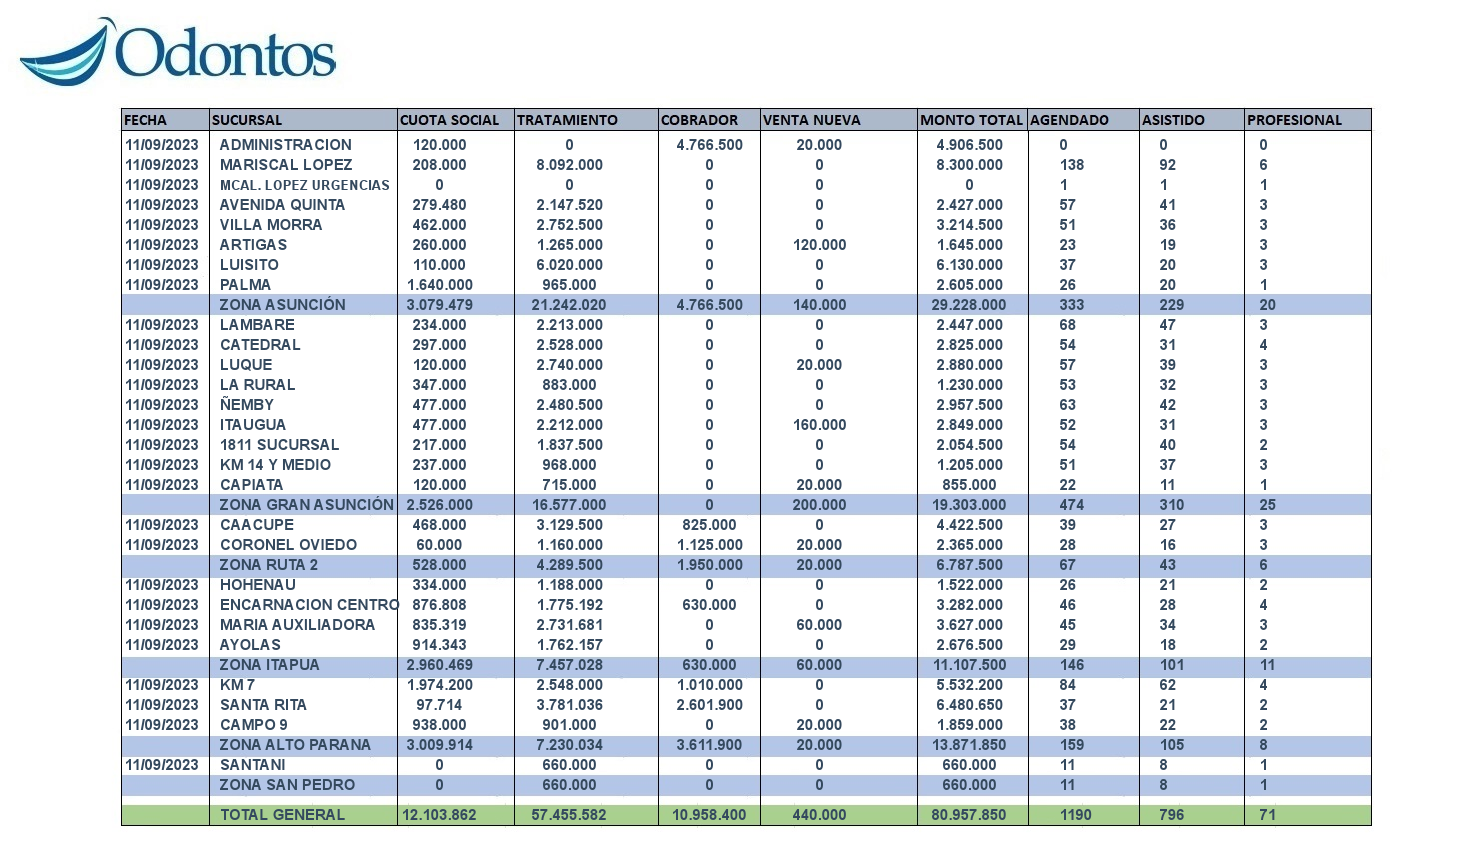 Odontos
FECHA SUCURSAL CUOTA SOCIAL TRATAMIENTO COBRADOR VENTA NUEVA MONTO TOTAL AGENDADO ASISTIDO PROFESIONAL
11/09/2023 ADMINISTRACION 120.000 0 4.766.500 20.000 4.906.500 0 0 0
11/09/2023 MARISCAL LOPEZ 208.000 8.092.000 0 0 8.300.000 138 92 6
11/09/2023 MCAL. LOPEZ URGENCIAS 0 0 0 0 0 1 1 1
11/09/2023 AVENIDA QUINTA 279.480 2.147.520 0 0 2.427.000 57 41 3
11/09/2023 VILLA MORRA 462.000 2.752.500 0 0 3.214.500 51 36 3
11/09/2023 ARTIGAS 260.000 1.265.000 0 120.000 1.645.000 23 19 3
11/09/2023 LUISITO 110.000 6.020.000 0 0 6.130.000 37 20 3
11/09/2023 PALMA 1.640.000 965.000 0 0 2.605.000 26 20 1
ZONA ASUNCIÓN 3.079.479 21.242.020 4.766.500 140.000 29.228.000 333 229 20
11/09/2023 LAMBARE 234.000 2.213.000 0 0 2.447.000 68 47 3
11/09/2023 CATEDRAL 297.000 2.528.000 0 0 2.825.000 54 31 4
11/09/2023 LUQUE 120.000 2.740.000 0 20.000 2.880.000 57 39 3
11/09/2023 LA RURAL 347.000 883.000 0 0 1.230.000 53 32 3
11/09/2023 ÑEMBY 477.000 2.480.500 0 0 2.957.500 63 42 3
11/09/2023 ITAUGUA 477.000 2.212.000 0 160.000 2.849.000 52 31 3
11/09/2023 1811 SUCURSAL 217.000 1.837.500 0 0 2.054.500 54 40 2
11/09/2023 KM 14 Y MEDIO 237.000 968.000 0 0 1.205.000 51 37 3
11/09/2023 CAPIATA 120.000 715.000 0 20.000 855.000 22 11 1
ZONA GRAN ASUNCIÓN 2.526.000 16.577.000 0 200.000 19.303.000 474 310 25
11/09/2023 CAACUPE 468.000 3.129.500 825.000 0 4.422.500 39 27 3
11/09/2023 CORONEL OVIEDO 60.000 1.160.000 1.125.000 20.000 2.365.000 28 16 3
ZONA RUTA 2 528.000 4.289.500 1.950.000 20.000 6.787.500 67 43 6
11/09/2023 HOHENAU 334.000 1.188.000 0 0 1.522.000 26 21 2
11/09/2023 ENCARNACION CENTRO 876.808 1.775.192 630.000 0 3.282.000 46 28 4
11/09/2023 MARIA AUXILIADORA 835.319 2.731.681 0 60.000 3.627.000 45 34 3
11/09/2023 AYOLAS 914.343 1.762.157 0 0 2.676.500 29 18 2
ZONA ITAPUA 2.960.469 7.457.028 630.000 60.000 11.107.500 146 101 11
11/09/2023 KM 7 1.974.200 2.548.000 1.010.000 0 5.532.200 84 62 4
11/09/2023 SANTA RITA 97.714 3.781.036 2.601.900 0 6.480.650 37 21 2
11/09/2023 CAMPO 9 938.000 901.000 0 20.000 1.859.000 38 22 2
ZONA ALTO PARANA 3.009.914 7.230.034 3.611.900 20.000 13.871.850 159 105 8
11/09/2023 SANTANI 0 660.000 0 0 660.000 11 8 1
ZONA SAN PEDRO 0 660.000 0 0 660.000 11 8 1
TOTAL GENERAL 12.103.862 57.455.582 10.958.400 440.000 80.957.850 1190 796 71